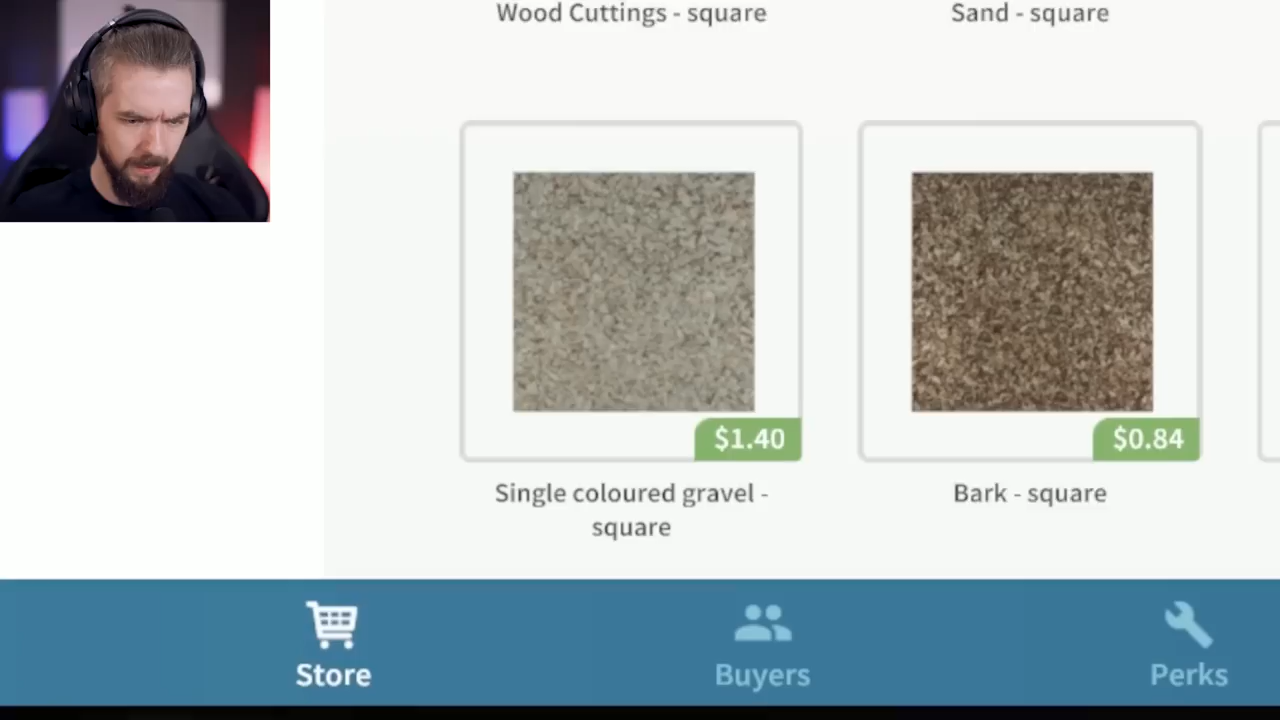 Wood Cuttings - square
Sand - square
$1.40
$0.84
Single coloured gravel -
square
Bark - square
Store
Buyers
Perks